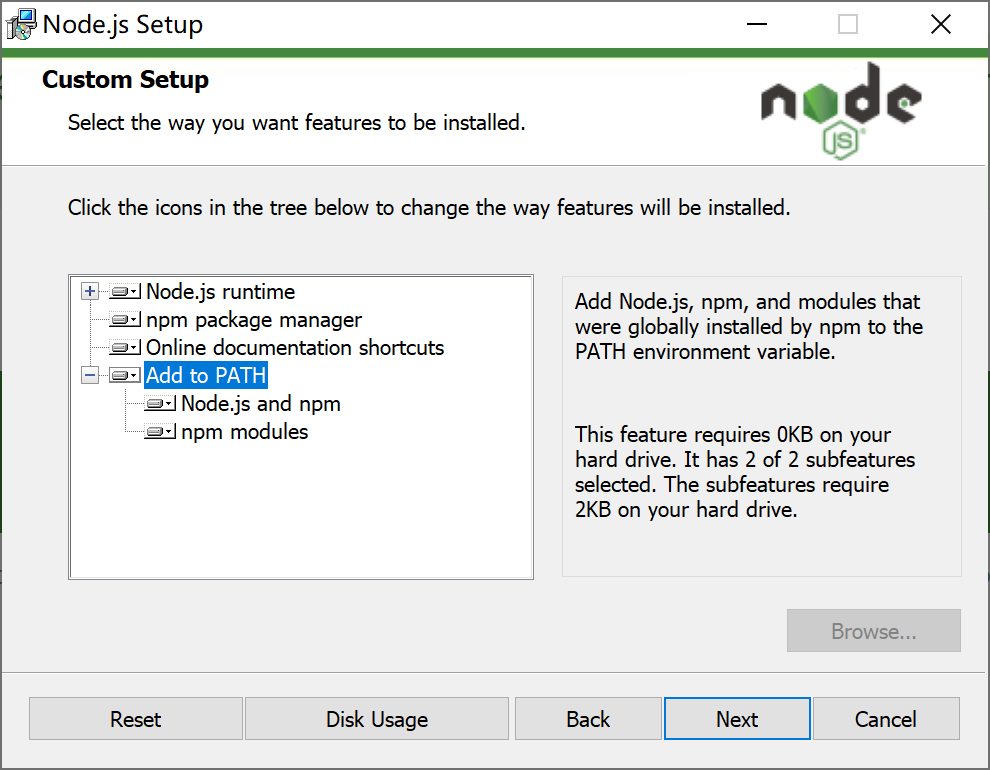 Node.js Setup
Custom Setup
Select the way you want features to be installed.
node
JS
Click the icons in the tree below to change the way features will be installed.
Node.js runtime
npm package manager
Online documentation shortcuts
Add to PATH
Node.js and npm
npm modules
Add Node.js, npm, and modules that
were globally installed by npm to the
PATH environment variable.
This feature requires 0KB on your
hard drive. It has 2 of 2 subfeatures
selected. The subfeatures require
2KB on your hard drive.
Browse...
Reset
Disk Usage
Back
Next
Cancel